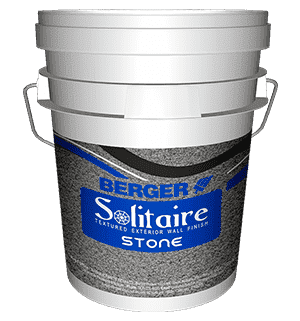 BERGER
Solitaire
TEXTURED EXTERIOR WALL FINISH
STONE